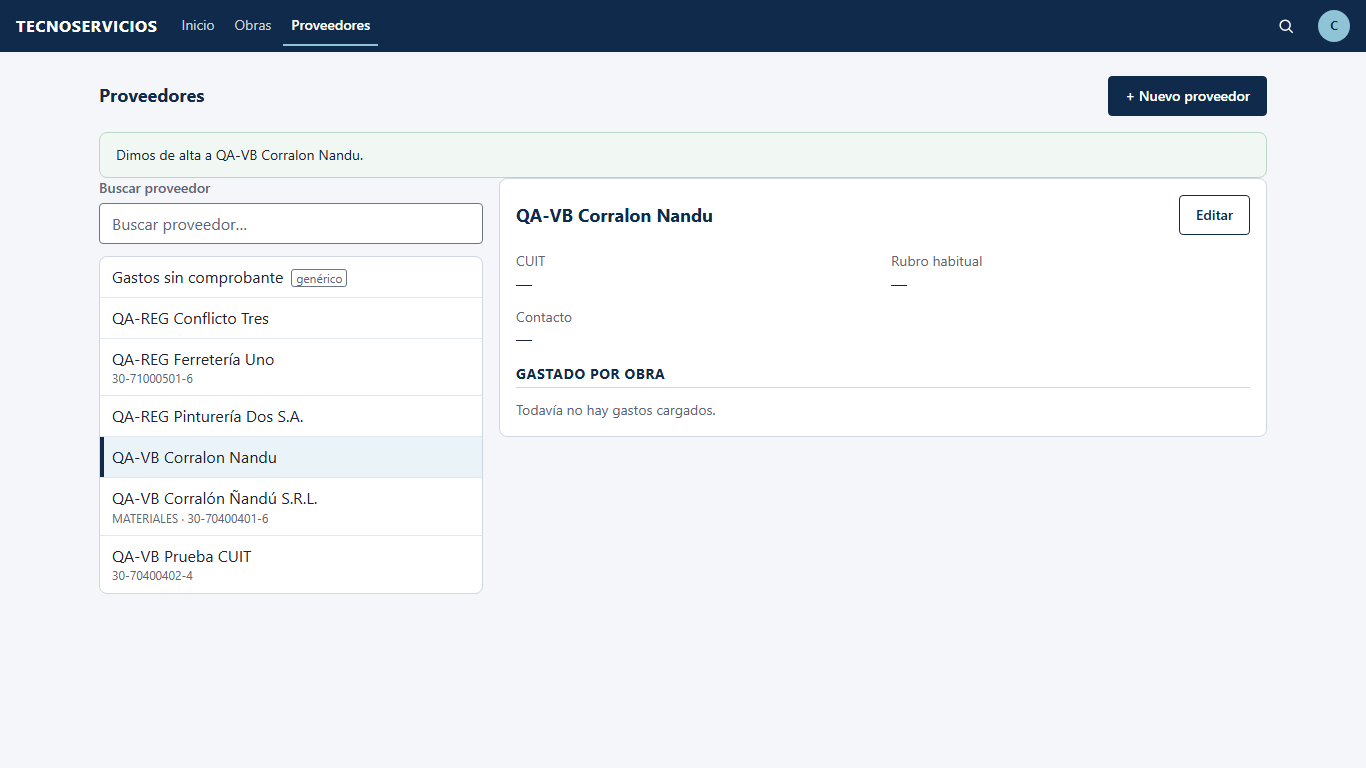 TECNOSERVICIOS Inicio Obras Proveedores C
Proveedores
+ Nuevo proveedor
Dimos de alta a QA-VB Corralon Nandu.
Buscar proveedor
Buscar proveedor...
Gastos sin comprobante genérico
QA-REG Conflicto Tres
QA-REG Ferretería Uno
30-71000501-6
QA-REG Pinturería Dos S.A.
QA-VB Corralon Nandu
QA-VB Corralón Ñandú S.R.L.
MATERIALES · 30-70400401-6
QA-VB Prueba CUIT
30-70400402-4
QA-VB Corralon Nandu
Editar
CUIT
—
Rubro habitual
—
Contacto
—
GASTADO POR OBRA
Todavía no hay gastos cargados.